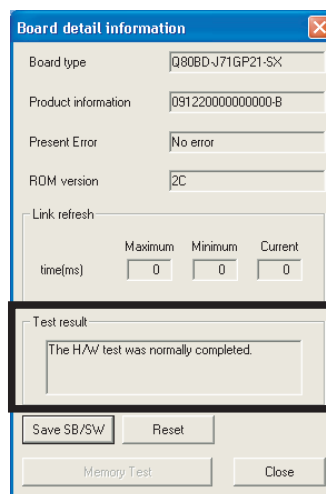 Board detail information
Board type Q80BD-J71GP21-SX
Product information 091220000000000-B
Present Error No error
ROM version 2C
Link refresh
Maximum Minimum Current
time(ms) 0 0 0
Test result
The H/W test was normally completed.
Save SB/SW Reset
Memory Test Close